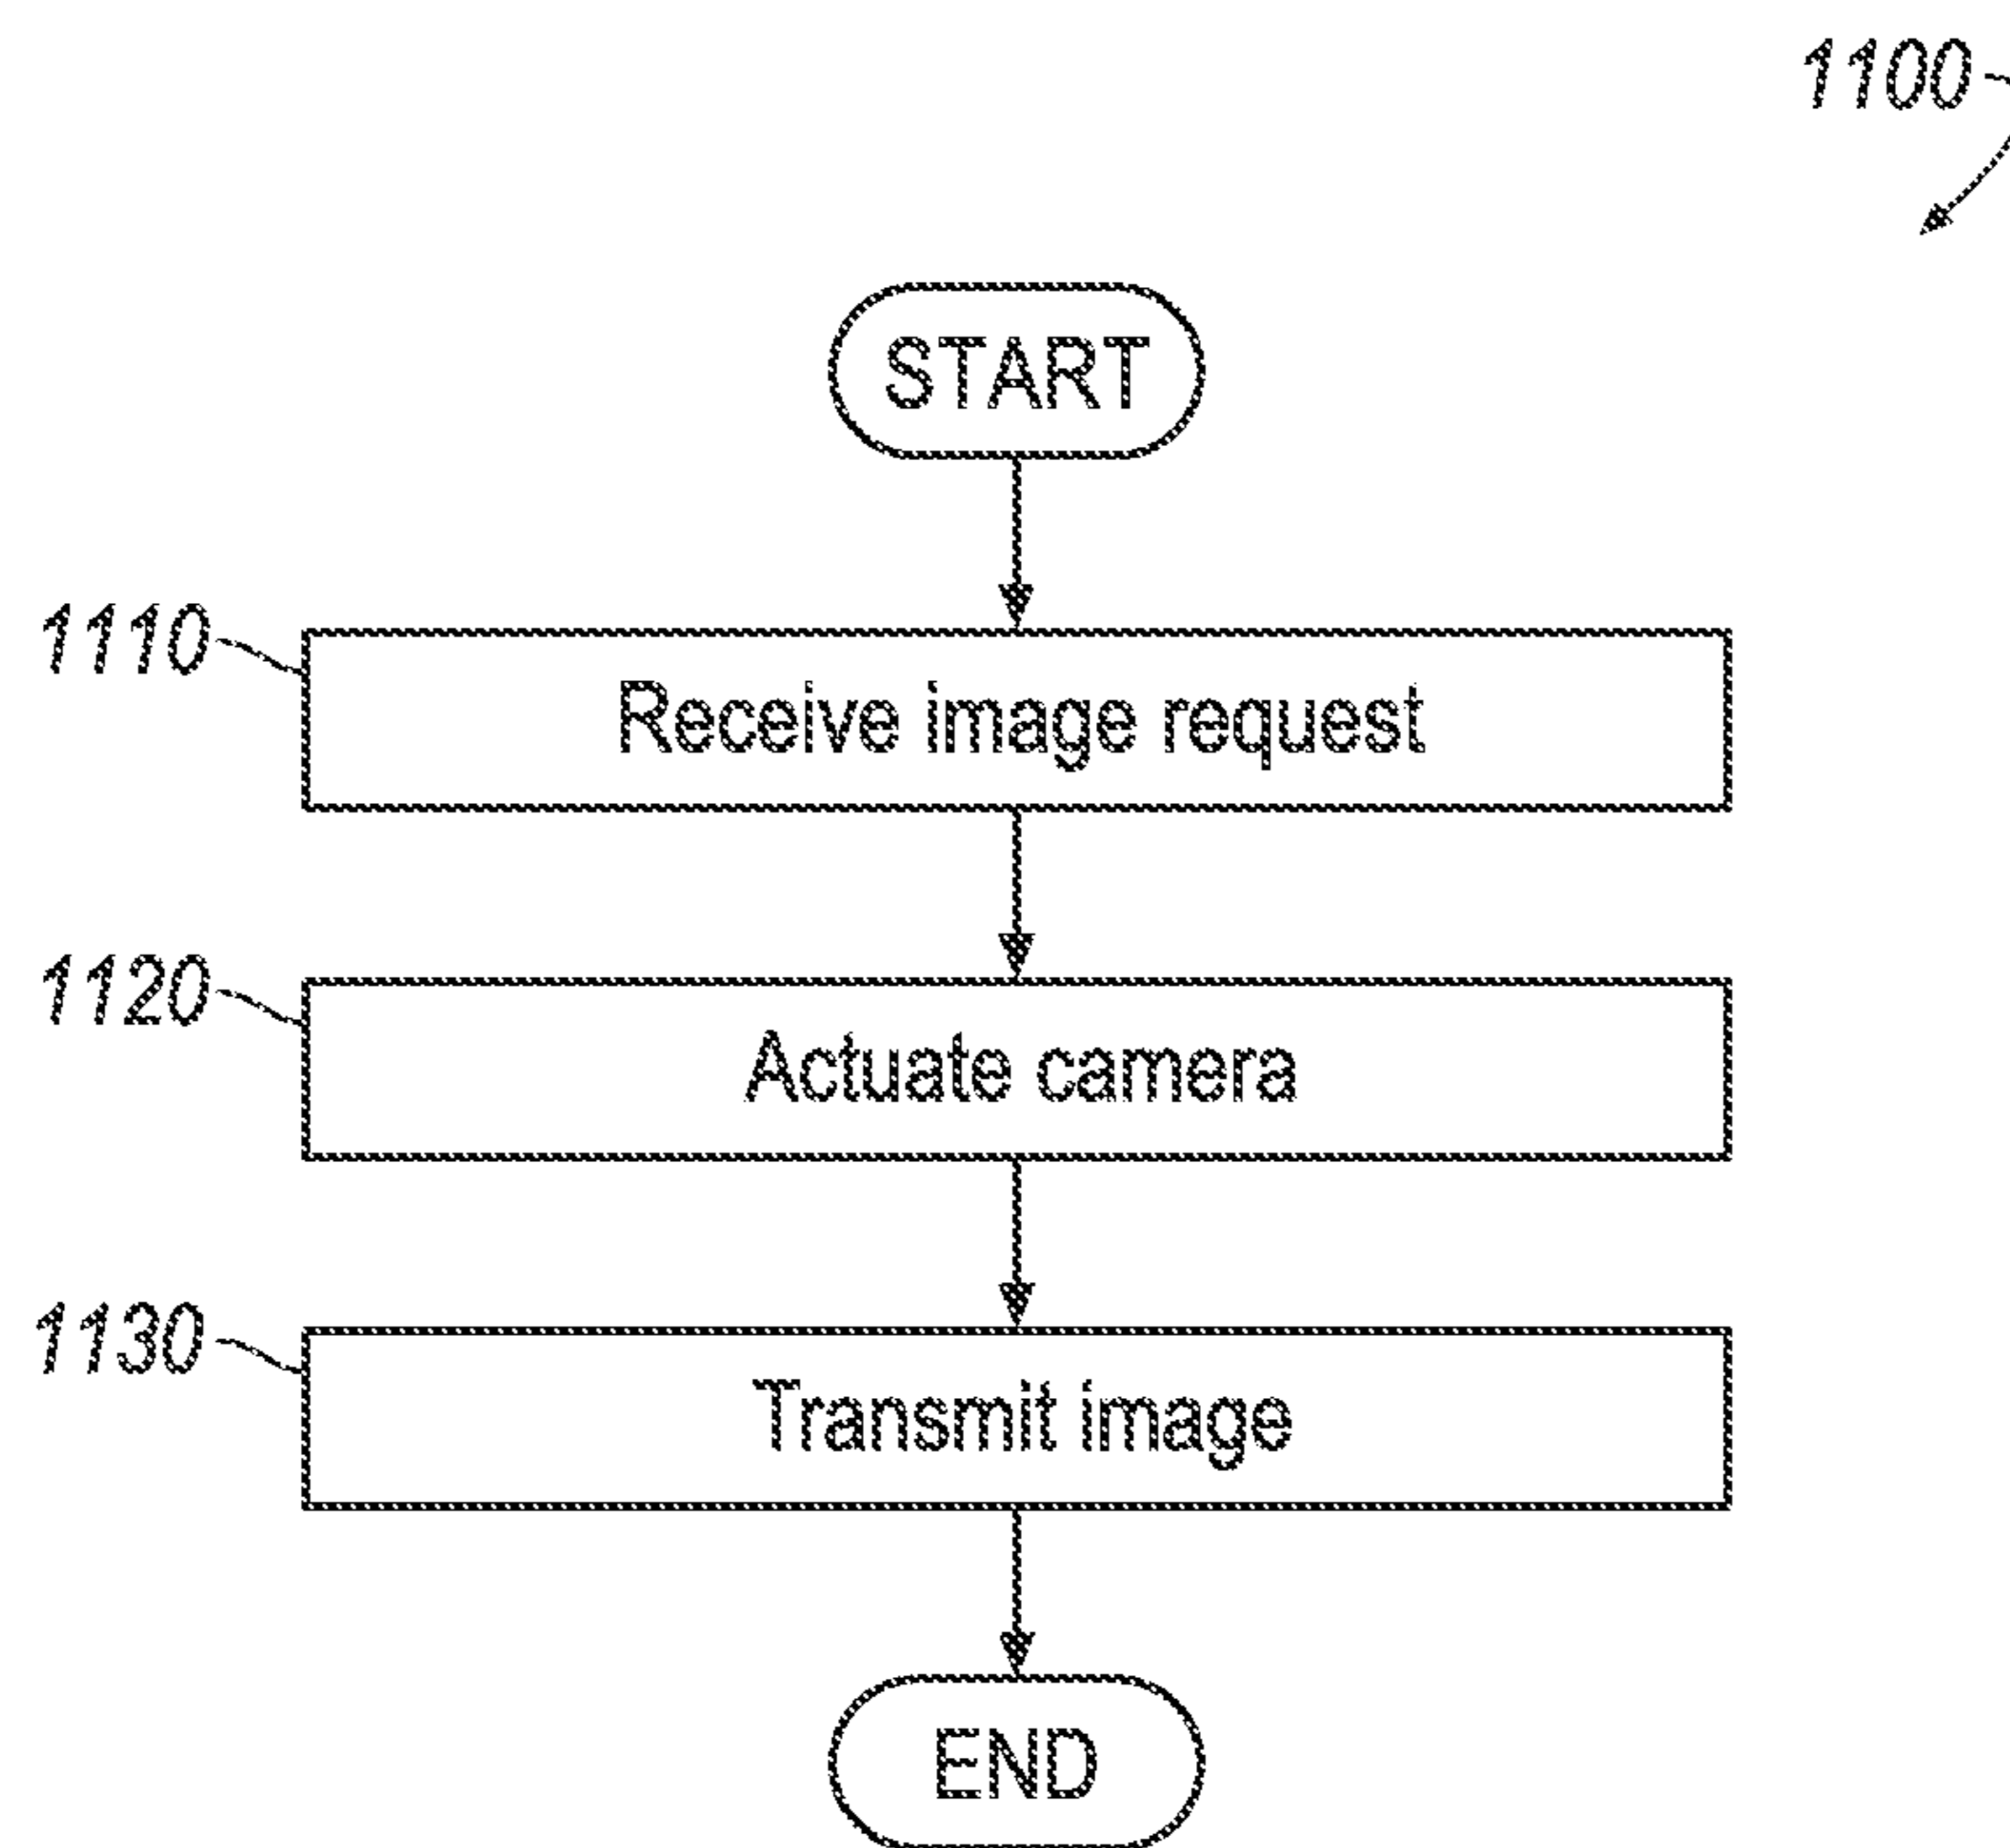 1100
START
1110
Receive image request
1120
Actuate camera
1130
Transmit image
END